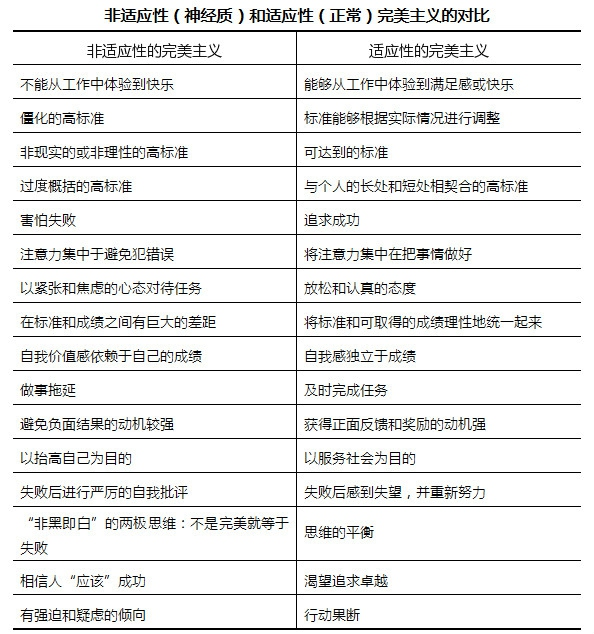 非适应性（神经质）和适应性（正常）完美主义的对比
非适应性的完美主义 适应性的完美主义
不能从工作中体验到快乐 能够从工作中体验到满足感或快乐
僵化的高标准 标准能够根据实际情况进行调整
非现实的或非理性的高标准 可达到的标准
过度概括的高标准 与个人的长处和短处相契合的高标准
害怕失败 追求成功
注意力集中于避免犯错误 将注意力集中在把事情做好
以紧张和焦虑的心态对待任务 放松和认真的态度
在标准和成绩之间有巨大的差距 将标准和可取得的成绩理性地统一起来
自我价值感依赖于自己的成绩 自我感独立于成绩
做事拖延 及时完成任务
避免负面结果的动机较强 获得正面反馈和奖励的动机强
以抬高自己为目的 以服务社会为目的
失败后进行严厉的自我批评 失败后感到失望，并重新努力
“非黑即白”的两极思维：不是完美就等于
失败 思维的平衡
相信人“应该”成功 渴望追求卓越
有强迫和疑虑的倾向 行动果断